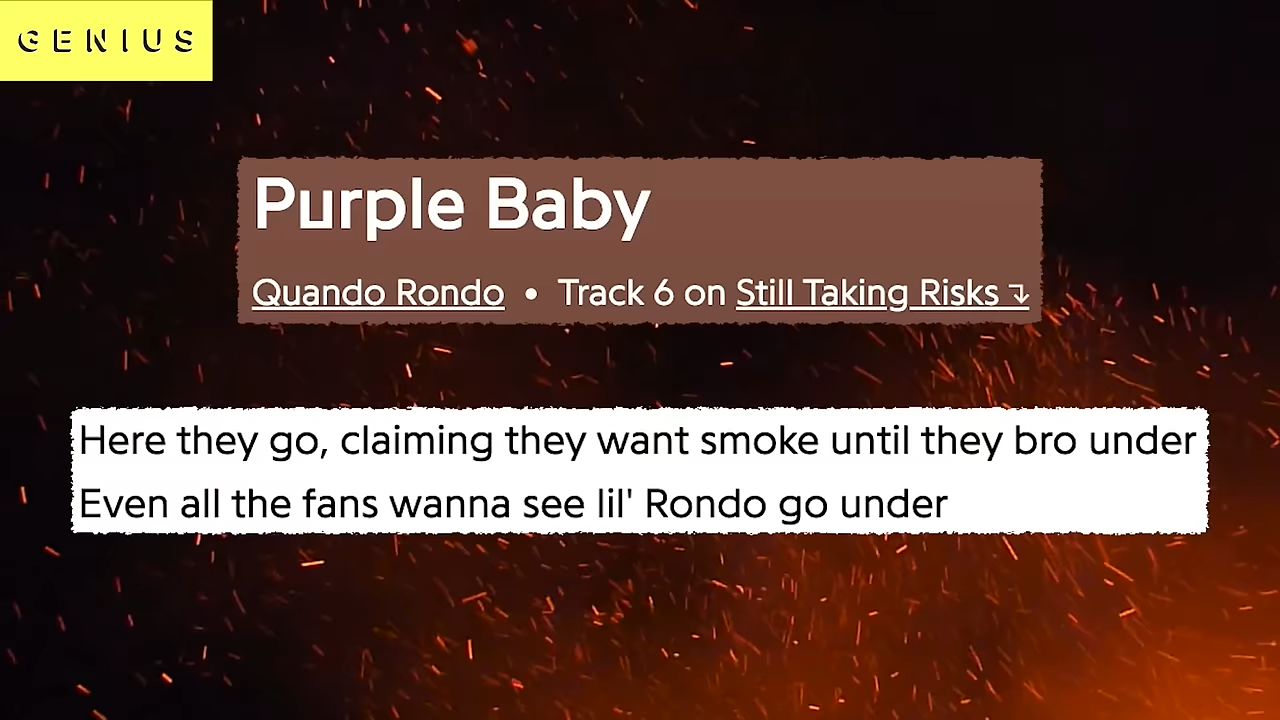 GENIUS
Purple Baby
Quando Rondo • Track 6 on Still Taking Risks ↴
Here they go, claiming they want smoke until they bro under
Even all the fans wanna see lil' Rondo go under